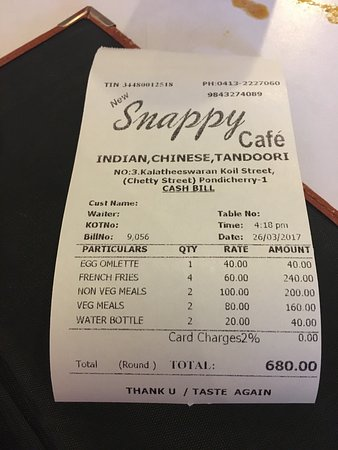 TIN 34480012518 PH:0413-2227060
9843274089
New Snappy
Café
INDIAN,CHINESE,TANDOORI
NO:3.Kalatheeswaran Koil Street,
(Chetty Street) Pondicherry-1
CASH BILL
Cust Name:
Waiter: Table No:
KOTNo: Time: 4:18 pm
BillNo: 9,056 Date: 26/03/2017
PARTICULARS QTY RATE AMOUNT
EGG OMLETTE 1 40.00 40.00
FRENCH FRIES 4 60.00 240.00
NON VEG MEALS 2 100.00 200.00
VEG MEALS 2 80.00 160.00
WATER BOTTLE 2 20.00 40.00
Card Charges2% 0.00
Total (Round) TOTAL: 680.00
THANK U / TASTE AGAIN